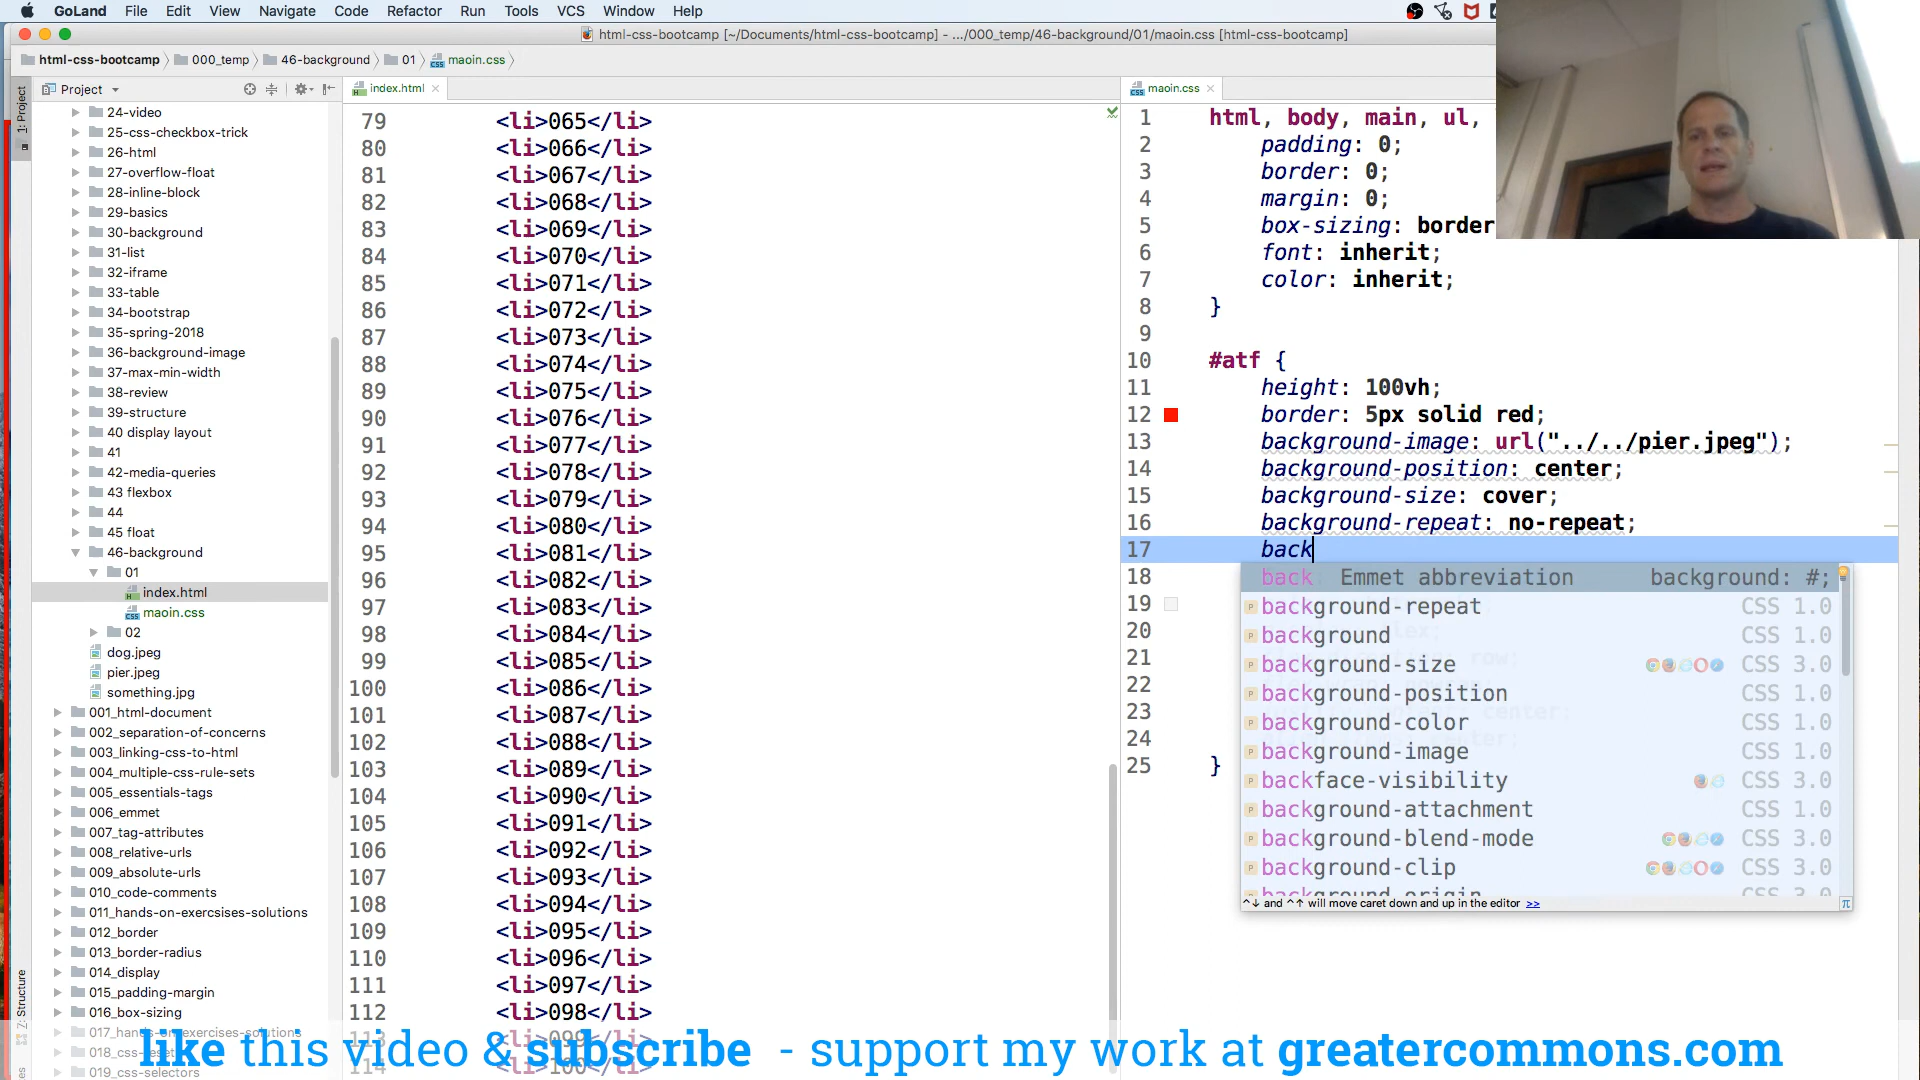 GoLand File Edit View Navigate Code Refactor Run Tools VCS Window Help
html-css-bootcamp [~/Documents/html-css-bootcamp] - .../000_temp/46-background/01/maoin.css [html-css-bootcamp]
html-css-bootcamp 000_temp 46-background 01 maoin.css
1: Project
Project
24-video
25-css-checkbox-trick
26-html
27-overflow-float
28-inline-block
29-basics
30-background
31-list
32-iframe
33-table
34-bootstrap
35-spring-2018
36-background-image
37-max-min-width
38-review
39-structure
40 display layout
41
42-media-queries
43 flexbox
44
45 float
46-background
01
index.html
maoin.css
02
dog.jpeg
pier.jpeg
something.jpg
001_html-document
002_separation-of-concerns
003_linking-css-to-html
004_multiple-css-rule-sets
005_essentials-tags
006_emmet
007_tag-attributes
008_relative-urls
009_absolute-urls
010_code-comments
011_hands-on-exercsises-solutions
012_border
013_border-radius
014_display
015_padding-margin
016_box-sizing
017_hands-on-exercises-solutions
018_css-reset
019_css-selectors
Z: Structure
index.html
79 <li>065</li>
80 <li>066</li>
81 <li>067</li>
82 <li>068</li>
83 <li>069</li>
84 <li>070</li>
85 <li>071</li>
86 <li>072</li>
87 <li>073</li>
88 <li>074</li>
89 <li>075</li>
90 <li>076</li>
91 <li>077</li>
92 <li>078</li>
93 <li>079</li>
94 <li>080</li>
95 <li>081</li>
96 <li>082</li>
97 <li>083</li>
98 <li>084</li>
99 <li>085</li>
100 <li>086</li>
101 <li>087</li>
102 <li>088</li>
103 <li>089</li>
104 <li>090</li>
105 <li>091</li>
106 <li>092</li>
107 <li>093</li>
108 <li>094</li>
109 <li>095</li>
110 <li>096</li>
111 <li>097</li>
112 <li>098</li>
113 <li>099</li>
114 <li>100</li>
maoin.css
1 html, body, main, ul,
2 padding: 0;
3 border: 0;
4 margin: 0;
5 box-sizing: border
6 font: inherit;
7 color: inherit;
8 }
9
10 #atf {
11 height: 100vh;
12 border: 5px solid red;
13 background-image: url("../../pier.jpeg");
14 background-position: center;
15 background-size: cover;
16 background-repeat: no-repeat;
17 back
18
19
20
21
22
23
24
25 }
back Emmet abbreviation background: #;
background-repeat CSS 1.0
background CSS 1.0
background-size CSS 3.0
background-position CSS 1.0
background-color CSS 1.0
background-image CSS 1.0
backface-visibility CSS 3.0
background-attachment CSS 1.0
background-blend-mode CSS 3.0
background-clip CSS 3.0
background-origin CSS 3.0
^↓ and ^↑ will move caret down and up in the editor >>
like this video & subscribe - support my work at greatercommons.com